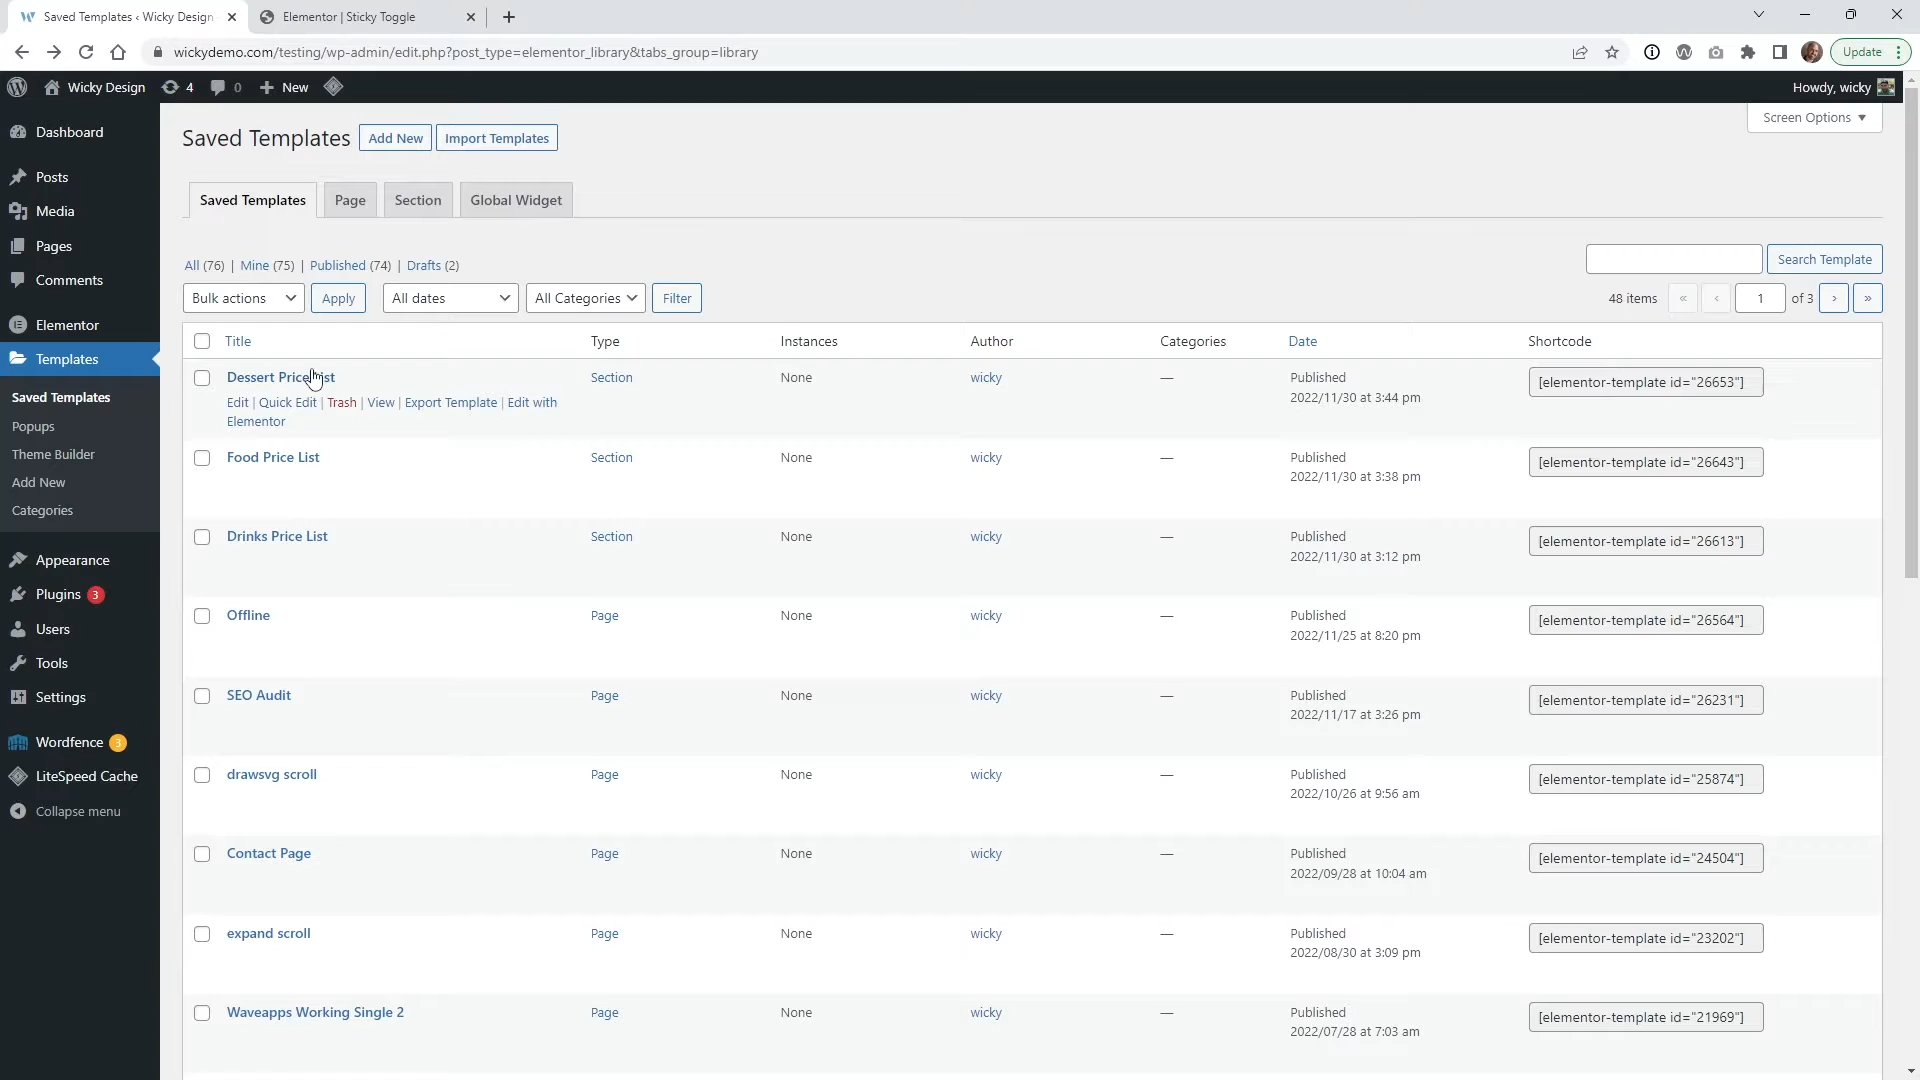 Saved Templates ‹ Wicky Design
Elementor | Sticky Toggle
wickydemo.com/testing/wp-admin/edit.php?post_type=elementor_library&tabs_group=library
Update
Wicky Design
4
0
New
Howdy, wicky
Dashboard
Posts
Media
Pages
Comments
Elementor
Templates
Saved Templates
Popups
Theme Builder
Add New
Categories
Appearance
Plugins 3
Users
Tools
Settings
Wordfence 3
LiteSpeed Cache
Collapse menu
Screen Options
Saved Templates Add New Import Templates
Saved Templates Page Section Global Widget
All (76) | Mine (75) | Published (74) | Drafts (2)
Search Template
Bulk actions Apply All dates All Categories Filter
48 items « ‹ 1 of 3 › »
Title Type Instances Author Categories Date Shortcode
Dessert Price List Section None wicky — Published [elementor-template id="26653"]
2022/11/30 at 3:44 pm
Edit | Quick Edit | Trash | View | Export Template | Edit with
Elementor
Food Price List Section None wicky — Published [elementor-template id="26643"]
2022/11/30 at 3:38 pm
Drinks Price List Section None wicky — Published [elementor-template id="26613"]
2022/11/30 at 3:12 pm
Offline Page None wicky — Published [elementor-template id="26564"]
2022/11/25 at 8:20 pm
SEO Audit Page None wicky — Published [elementor-template id="26231"]
2022/11/17 at 3:26 pm
drawsvg scroll Page None wicky — Published [elementor-template id="25874"]
2022/10/26 at 9:56 am
Contact Page Page None wicky — Published [elementor-template id="24504"]
2022/09/28 at 10:04 am
expand scroll Page None wicky — Published [elementor-template id="23202"]
2022/08/30 at 3:09 pm
Waveapps Working Single 2 Page None wicky — Published [elementor-template id="21969"]
2022/07/28 at 7:03 am